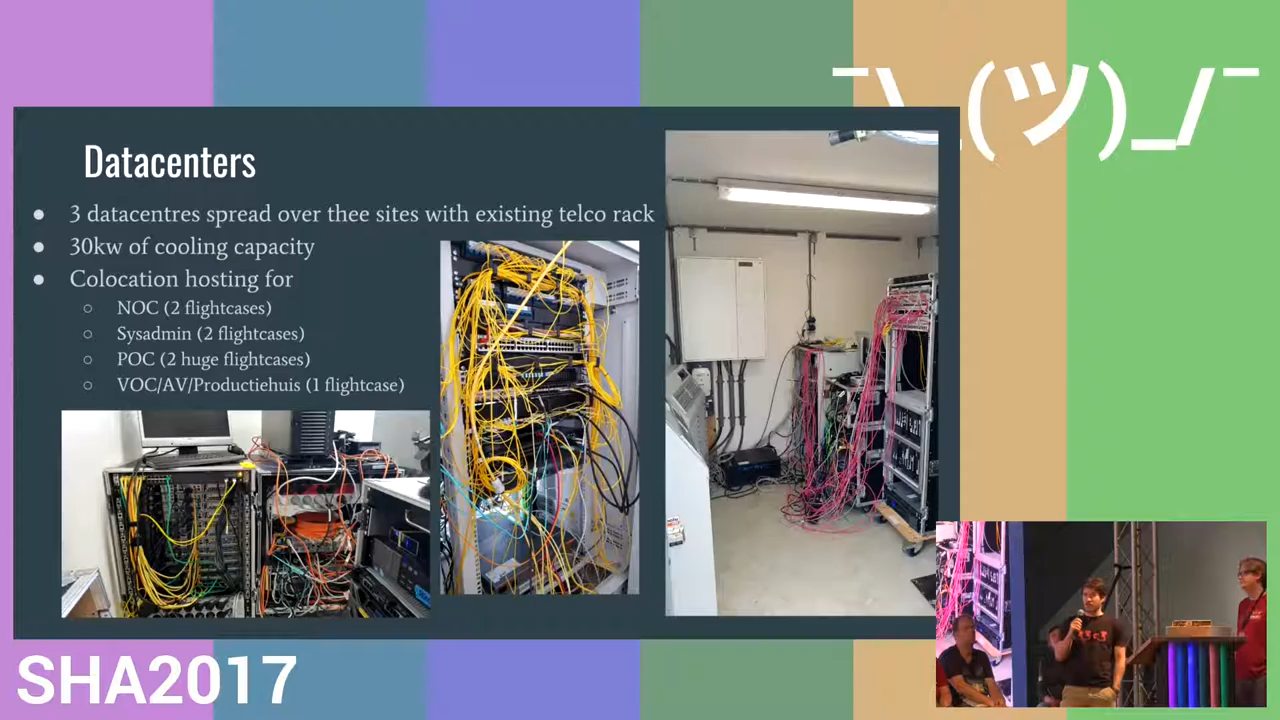 ¯\_(ツ)_/¯
Datacenters
● 3 datacentres spread over thee sites with existing telco rack
● 30kw of cooling capacity
● Colocation hosting for
○ NOC (2 flightcases)
○ Sysadmin (2 flightcases)
○ POC (2 huge flightcases)
○ VOC/AV/Productiehuis (1 flightcase)
SHA2017